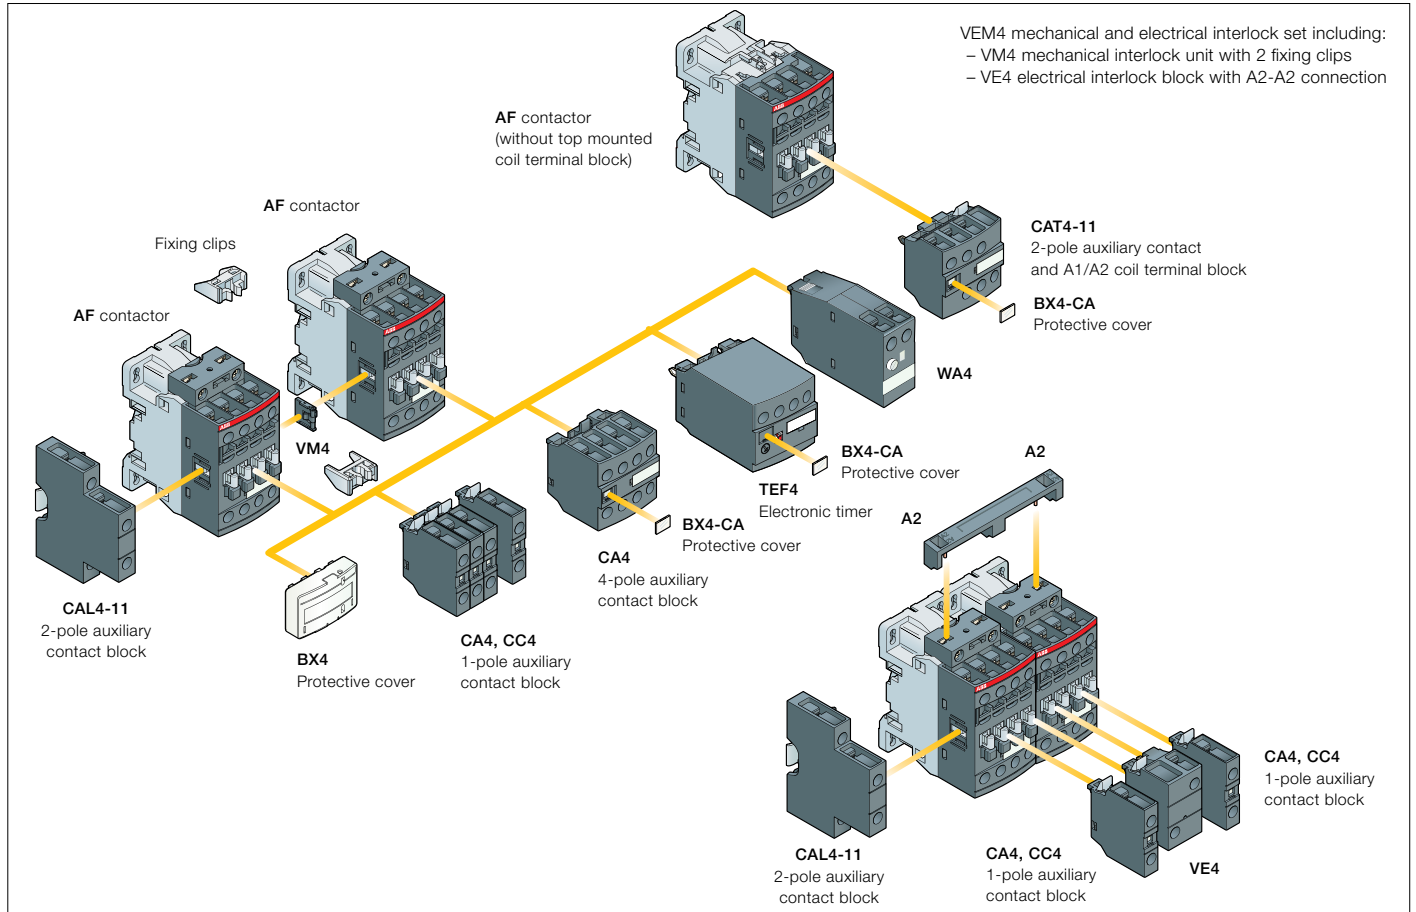 VEM4 mechanical and electrical interlock set including:
– VM4 mechanical interlock unit with 2 fixing clips
– VE4 electrical interlock block with A2-A2 connection
AF contactor
(without top mounted
coil terminal block)
CAT4-11
2-pole auxiliary contact
and A1/A2 coil terminal block
BX4-CA
Protective cover
AF contactor
Fixing clips
AF contactor
VM4
WA4
BX4-CA
Protective cover
TEF4
Electronic timer
BX4-CA
Protective cover
CA4
4-pole auxiliary
contact block
CAL4-11
2-pole auxiliary
contact block
BX4
Protective cover
CA4, CC4
1-pole auxiliary
contact block
A2
A2
CA4, CC4
1-pole auxiliary
contact block
CAL4-11
2-pole auxiliary
contact block
CA4, CC4
1-pole auxiliary
contact block
VE4
ABB
ABB
ABB
ABB
ABB